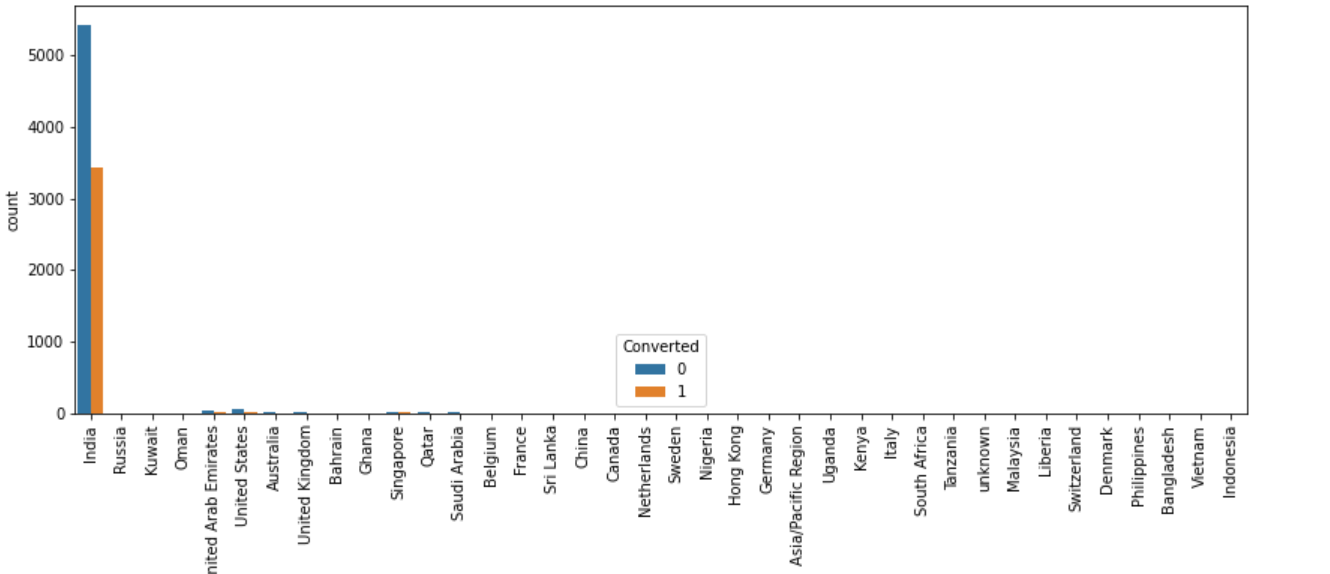 count
5000
4000
3000
2000
1000
0
Converted
0
1
India
Russia
Kuwait
Oman
nited Arab Emirates
United States
Australia
United Kingdom
Bahrain
Ghana
Singapore
Qatar
Saudi Arabia
Belgium
France
Sri Lanka
China
Canada
Netherlands
Sweden
Nigeria
Hong Kong
Germany
Asia/Pacific Region
Uganda
Kenya
Italy
South Africa
Tanzania
unknown
Malaysia
Liberia
Switzerland
Denmark
Philippines
Bangladesh
Vietnam
Indonesia